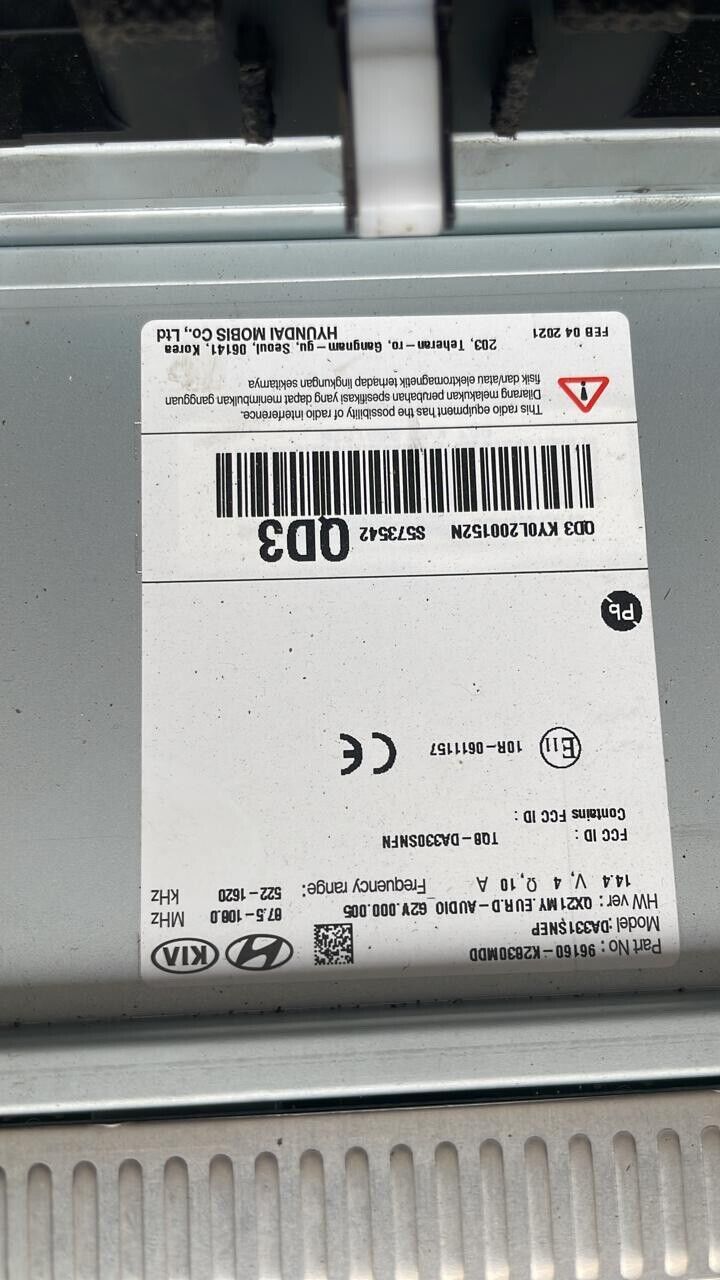 Part No : 96160-K2830MDD
Model :DA331SNEP
HW ver: QX21MY.EUR.D-AUDIO G2V.000.005
14.4 V, 4 Ω, 10 A Frequency range: 87.5-108.0 MHz
522-1620 kHz
KIA
FCC ID : TQ8-DA330SNFN
Contains FCC ID :
E11 10R-0611157 CE
Pb
QD3 KY0L200152N S573542 QD3
This radio equipment has the possibility of radio interference.
Dilarang melakukan perubahan spesifikasi yang dapat menimbulkan gangguan
fisik dan/atau elektromagnetik terhadap lingkungan sekitarnya
203, Teheran-ro, Gangnam-gu, Seoul, 06141, Korea
FEB 04 2021 HYUNDAI MOBIS Co., Ltd